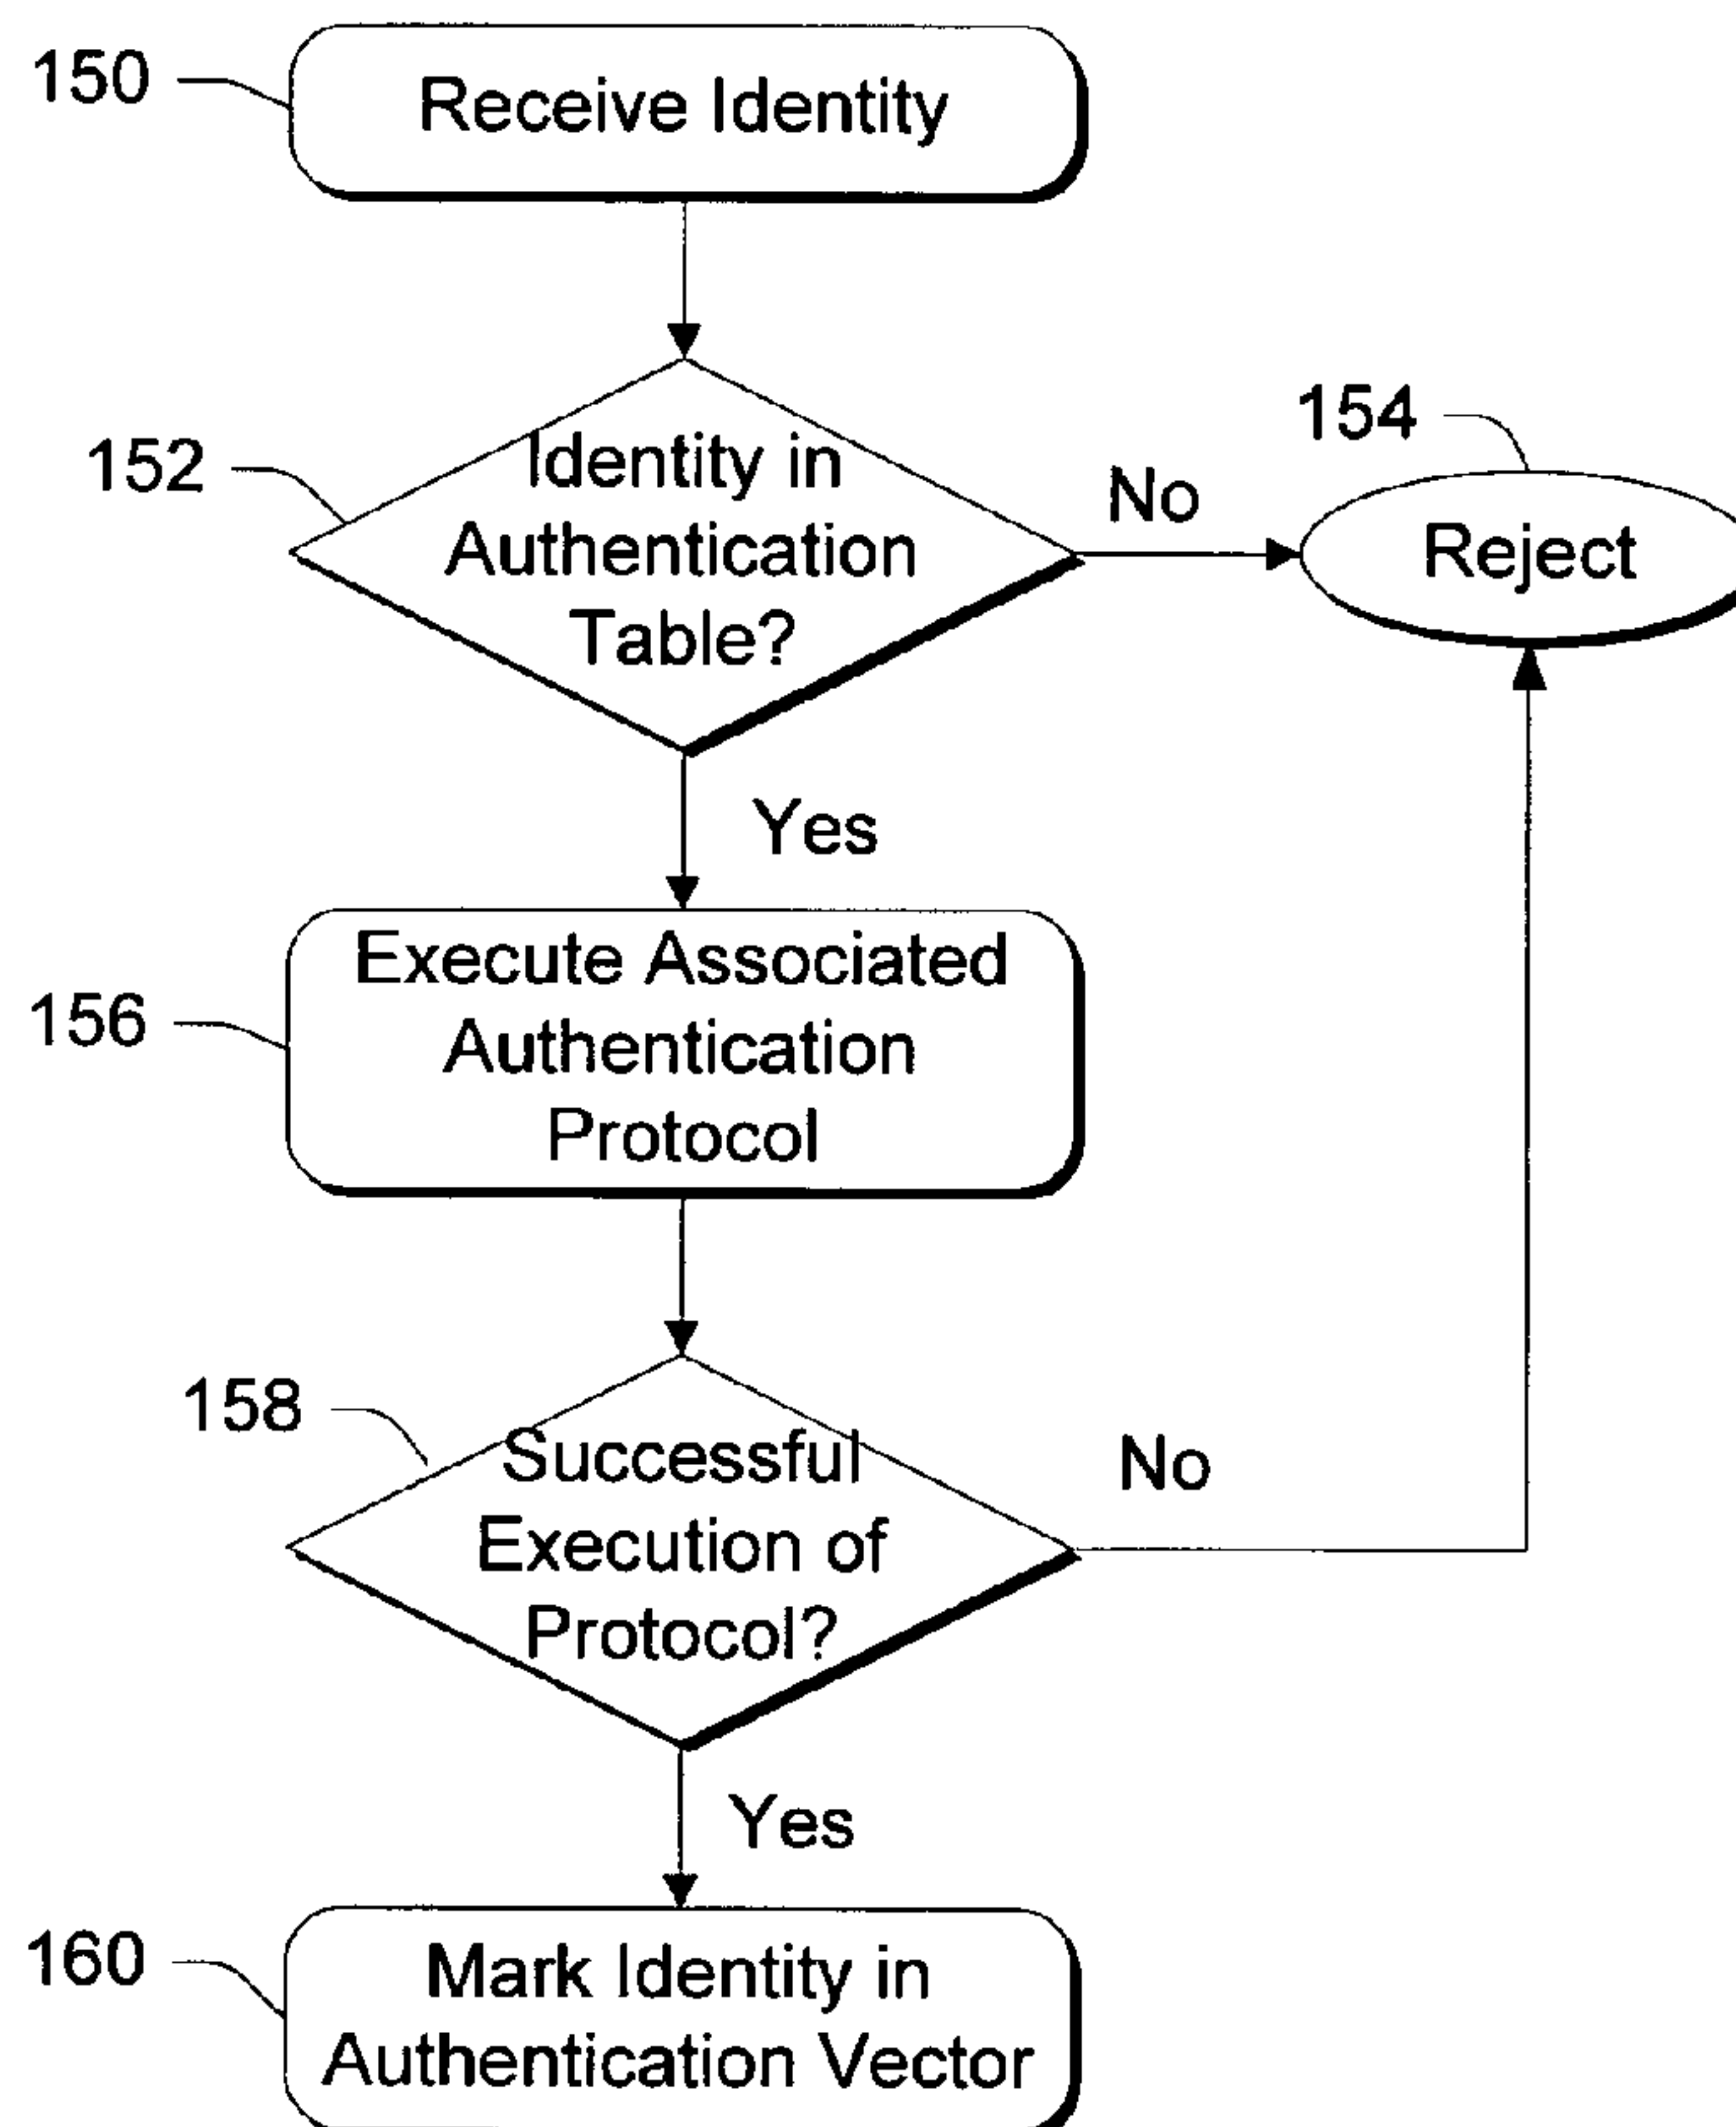 150
Receive Identity
152
Identity in
Authentication
Table?
No
154
Reject
Yes
156
Execute Associated
Authentication
Protocol
158
Successful
Execution of
Protocol?
No
Yes
160
Mark Identity in
Authentication Vector